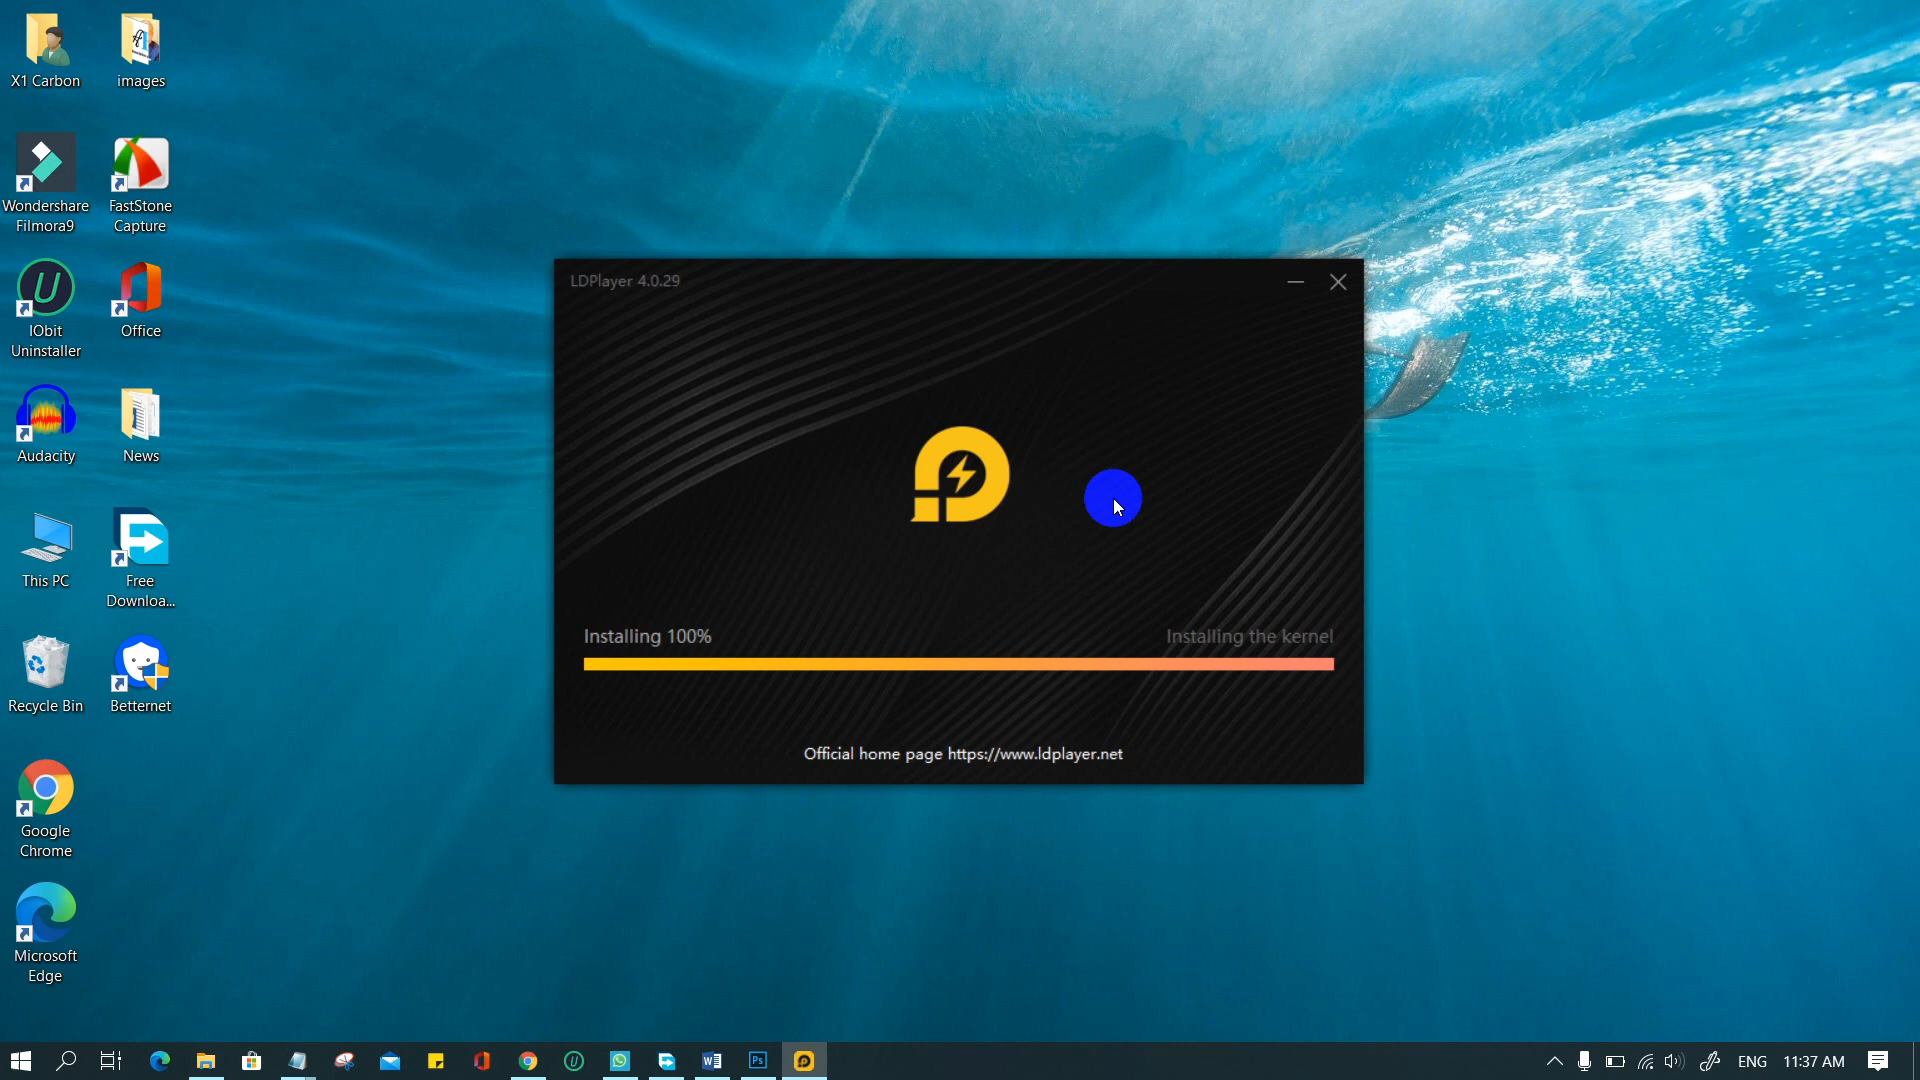 X1 Carbon
images
Wondershare
Filmora9
FastStone
Capture
IObit
Uninstaller
Office
Audacity
News
This PC
Free
Downloa...
Recycle Bin
Betternet
Google
Chrome
Microsoft
Edge
LDPlayer 4.0.29
Installing 100%
Installing the kernel
Official home page https://www.ldplayer.net
ENG
11:37 AM